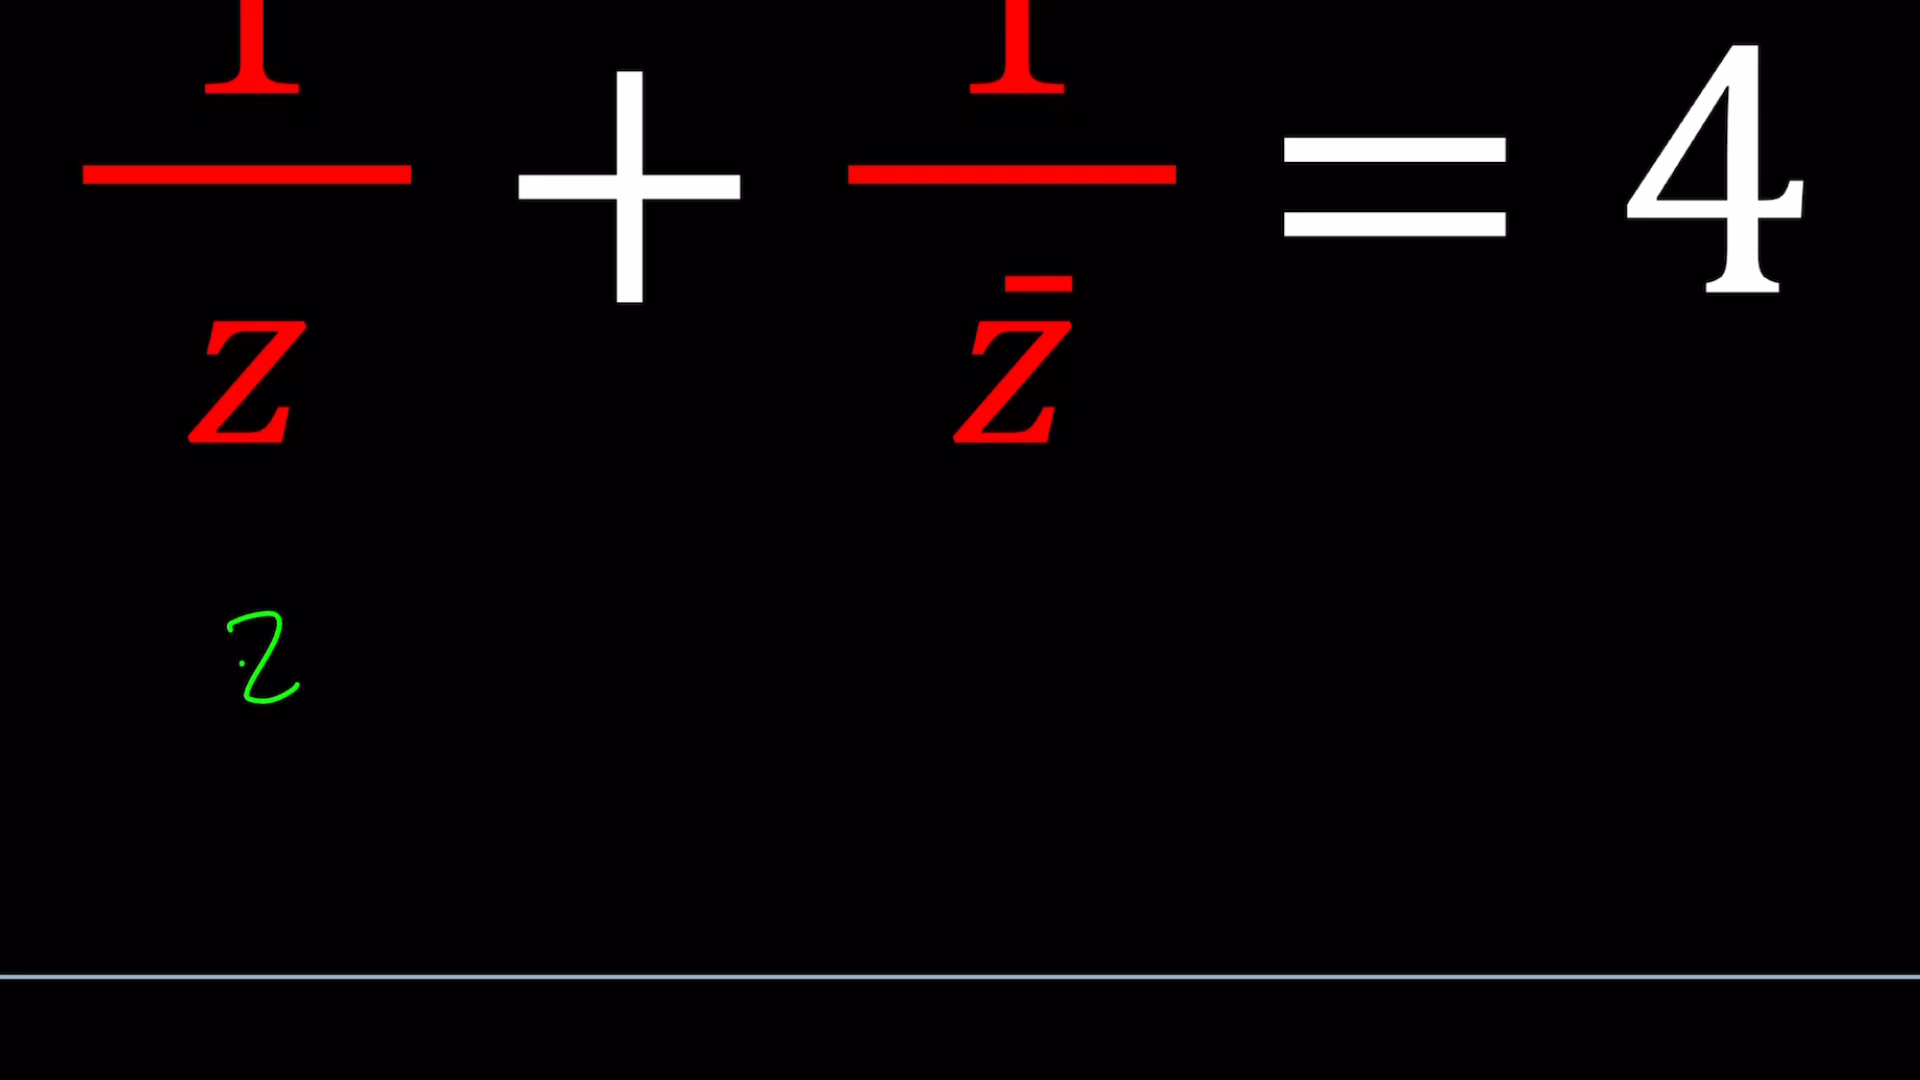 1/z + 1/z̄ = 4
z